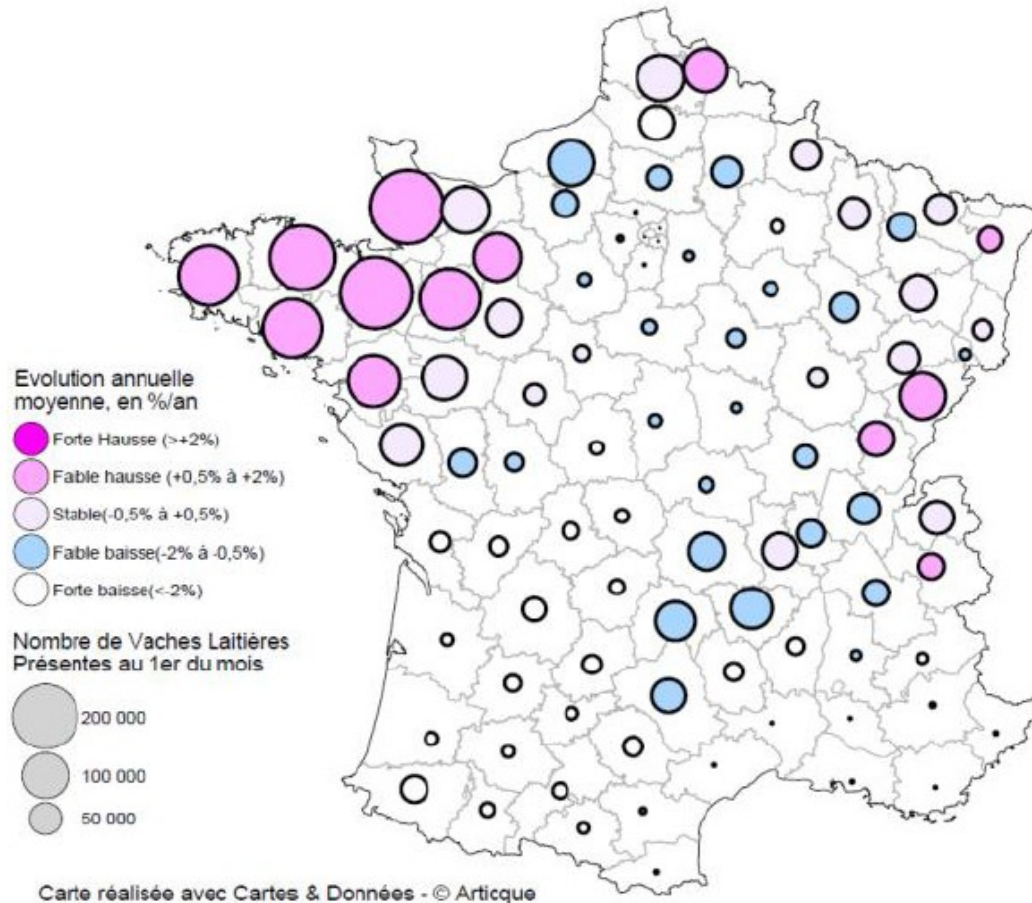 Evolution annuelle
moyenne, en %/an
Forte Hausse (>+2%)
Fable hausse (+0,5% à +2%)
Stable(-0,5% à +0,5%)
Fable baisse(-2% à -0,5%)
Forte baisse(<-2%)
Nombre de Vaches Laitières
Présentes au 1er du mois
200 000
100 000
50 000
Carte réalisée avec Cartes & Données - © Articque